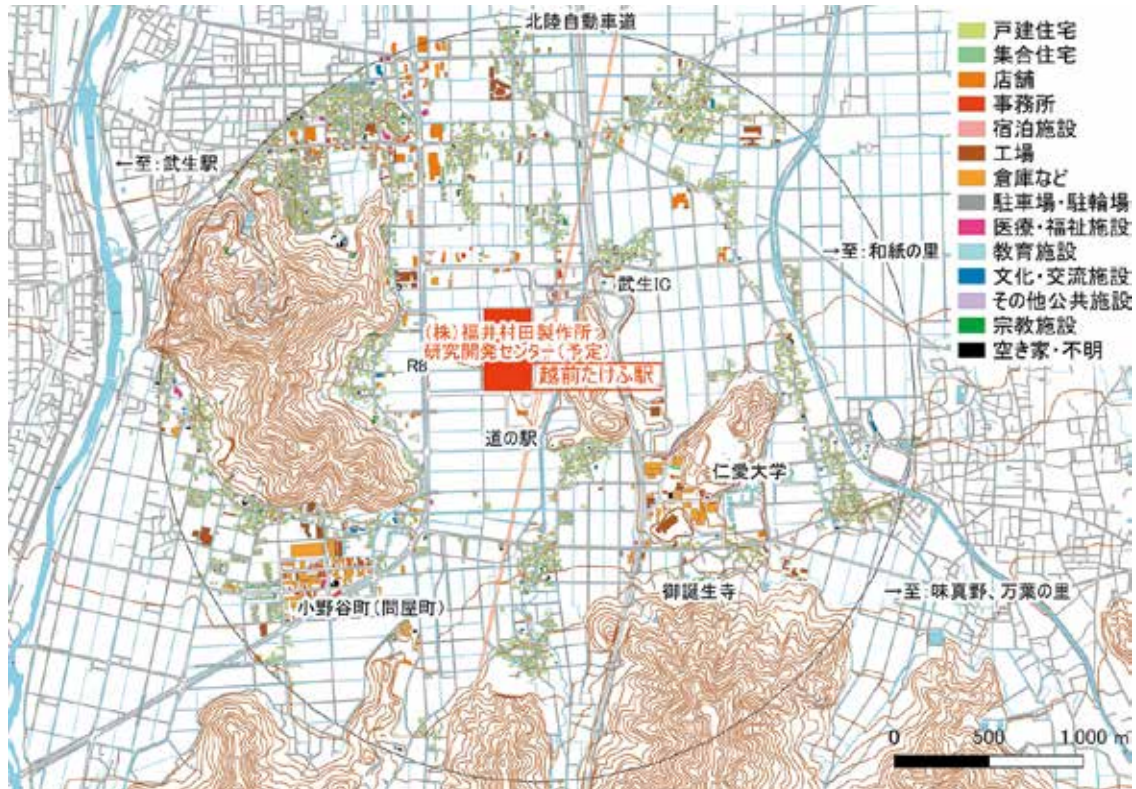 北陸自動車道
←至:武生駅
→至:和紙の里
武生IC
(株)福井村田製作所
研究開発センター(予定)
越前たけふ駅
R8
道の駅
仁愛大学
御誕生寺
→至:味真野、万葉の里
小野谷町(問屋町)
戸建住宅
集合住宅
店舗
事務所
宿泊施設
工場
倉庫など
駐車場・駐輪場
医療・福祉施設
教育施設
文化・交流施設
その他公共施設
宗教施設
空き家・不明
0 500 1000 m